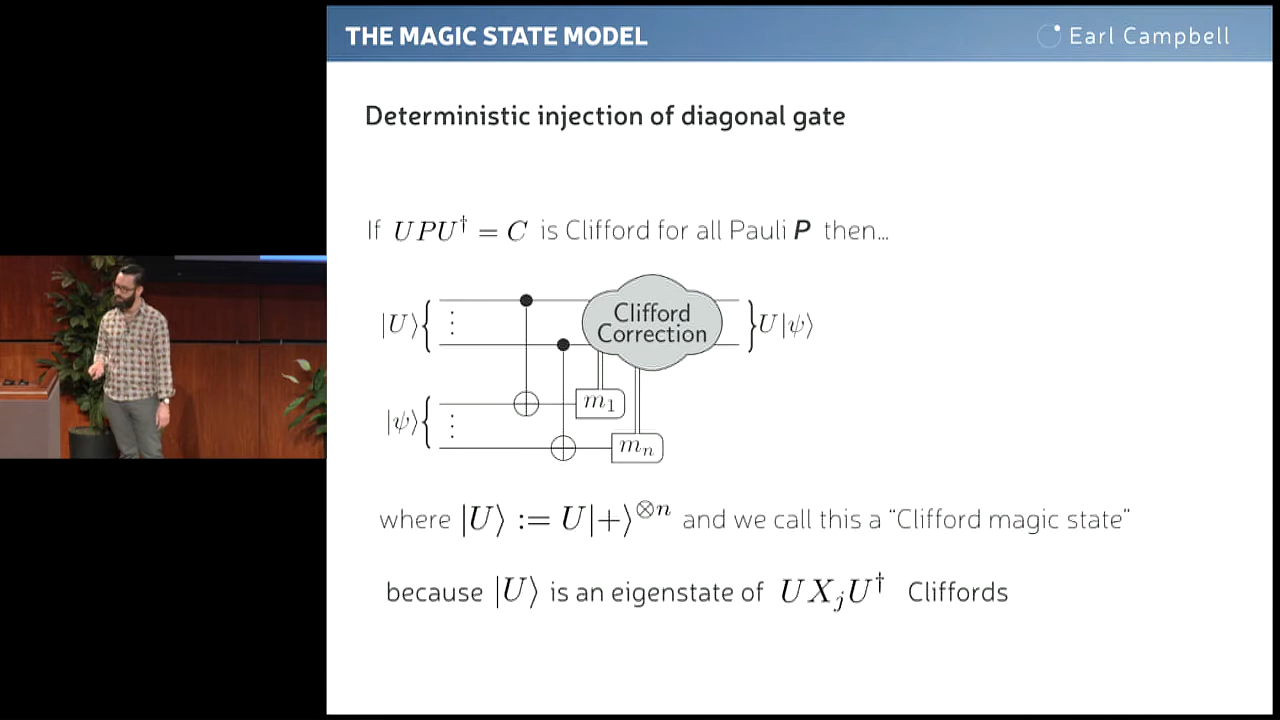 THE MAGIC STATE MODEL
Earl Campbell
Deterministic injection of diagonal gate
If UPU† = C is Clifford for all Pauli P then...
|U⟩{ ⋮ Clifford Correction }U|ψ⟩
|ψ⟩{ ⋮ m₁ mₙ
where |U⟩ := U|+⟩⊗ⁿ and we call this a "Clifford magic state"
because |U⟩ is an eigenstate of UXⱼU† Cliffords